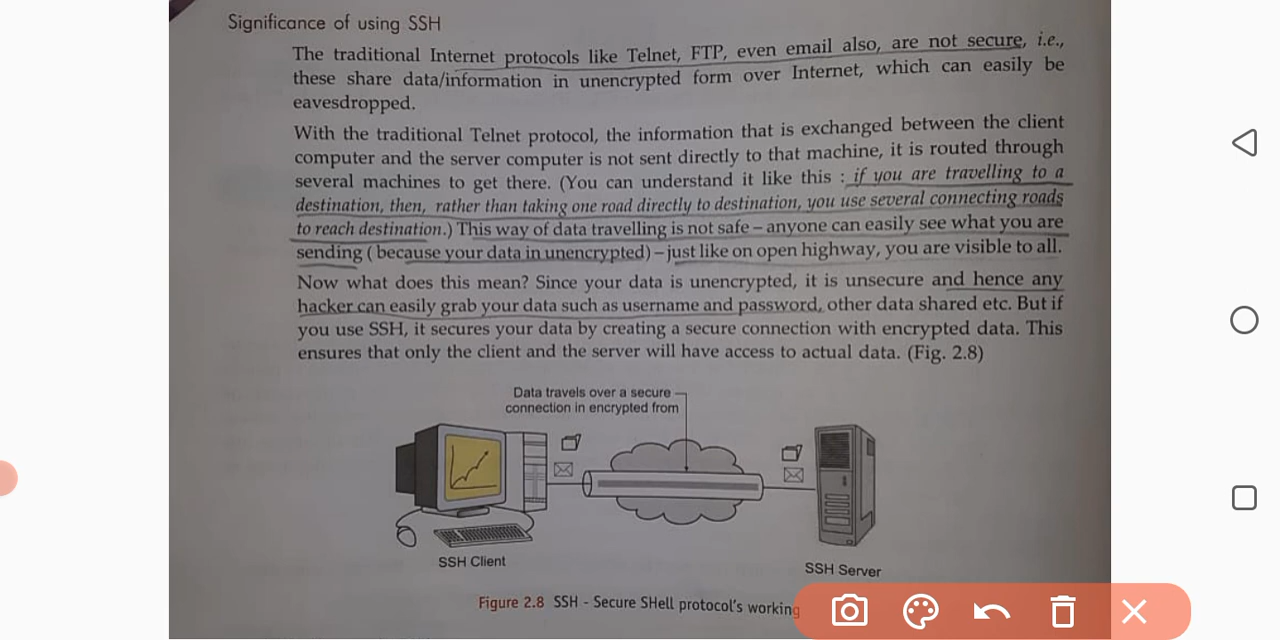 Significance of using SSH
The traditional Internet protocols like Telnet, FTP, even email also, are not secure, i.e.,
these share data/information in unencrypted form over Internet, which can easily be
eavesdropped.
With the traditional Telnet protocol, the information that is exchanged between the client
computer and the server computer is not sent directly to that machine, it is routed through
several machines to get there. (You can understand it like this : if you are travelling to a
destination, then, rather than taking one road directly to destination, you use several connecting roads
to reach destination.) This way of data travelling is not safe – anyone can easily see what you are
sending ( because your data in unencrypted) – just like on open highway, you are visible to all.
Now what does this mean? Since your data is unencrypted, it is unsecure and hence any
hacker can easily grab your data such as username and password, other data shared etc. But if
you use SSH, it secures your data by creating a secure connection with encrypted data. This
ensures that only the client and the server will have access to actual data. (Fig. 2.8)
Data travels over a secure
connection in encrypted from
SSH Client
SSH Server
Figure 2.8 SSH - Secure SHell protocol's working